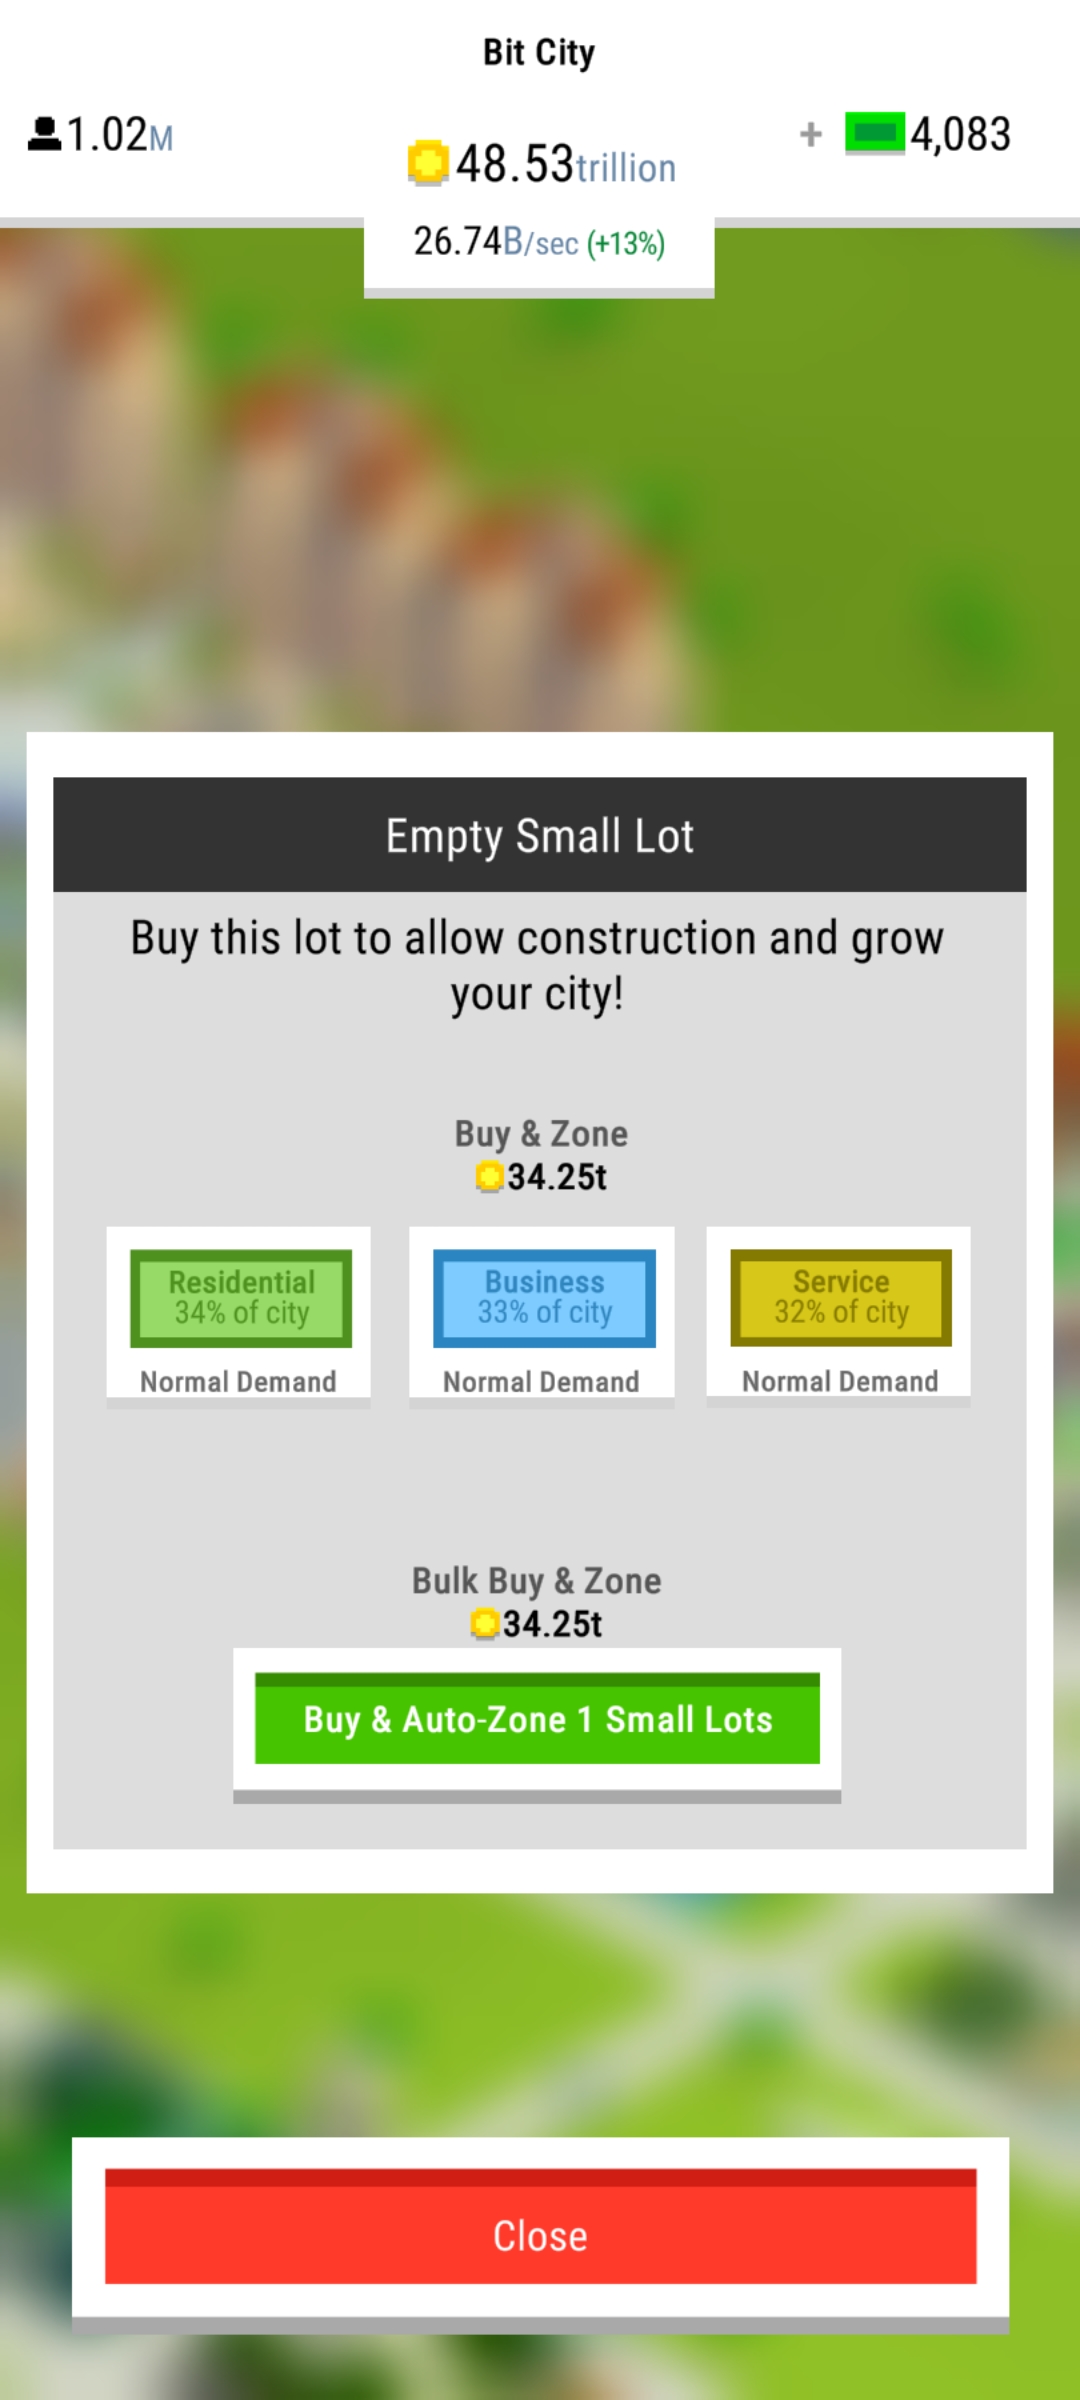 Bit City
1.02M
48.53trillion
+ 4,083
26.74B/sec (+13%)
Empty Small Lot
Buy this lot to allow construction and grow
your city!
Buy & Zone
34.25t
Residential
34% of city
Normal Demand
Business
33% of city
Normal Demand
Service
32% of city
Normal Demand
Bulk Buy & Zone
34.25t
Buy & Auto-Zone 1 Small Lots
Close